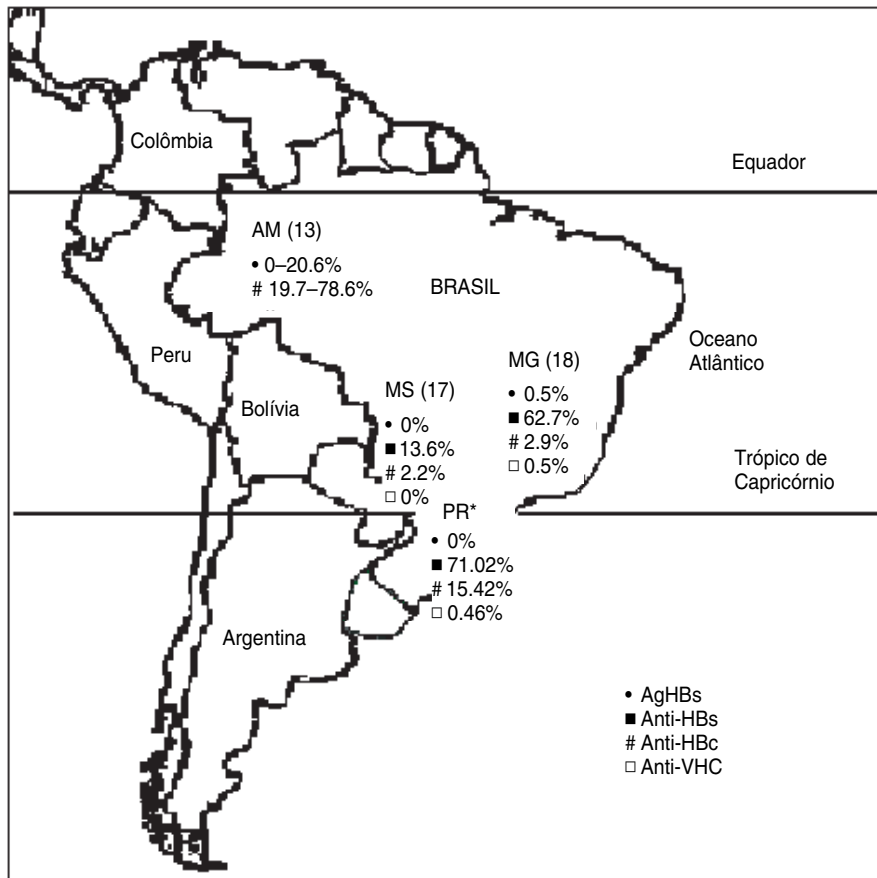 Colômbia
Equador
AM (13)
• 0–20.6%
# 19.7–78.6%
BRASIL
Oceano
Atlântico
Peru
MG (18)
• 0.5%
■ 62.7%
# 2.9%
□ 0.5%
MS (17)
• 0%
■ 13.6%
# 2.2%
□ 0%
Bolívia
Trópico de
Capricórnio
PR*
• 0%
■ 71.02%
# 15.42%
□ 0.46%
Argentina
• AgHBs
■ Anti-HBs
# Anti-HBc
□ Anti-VHC